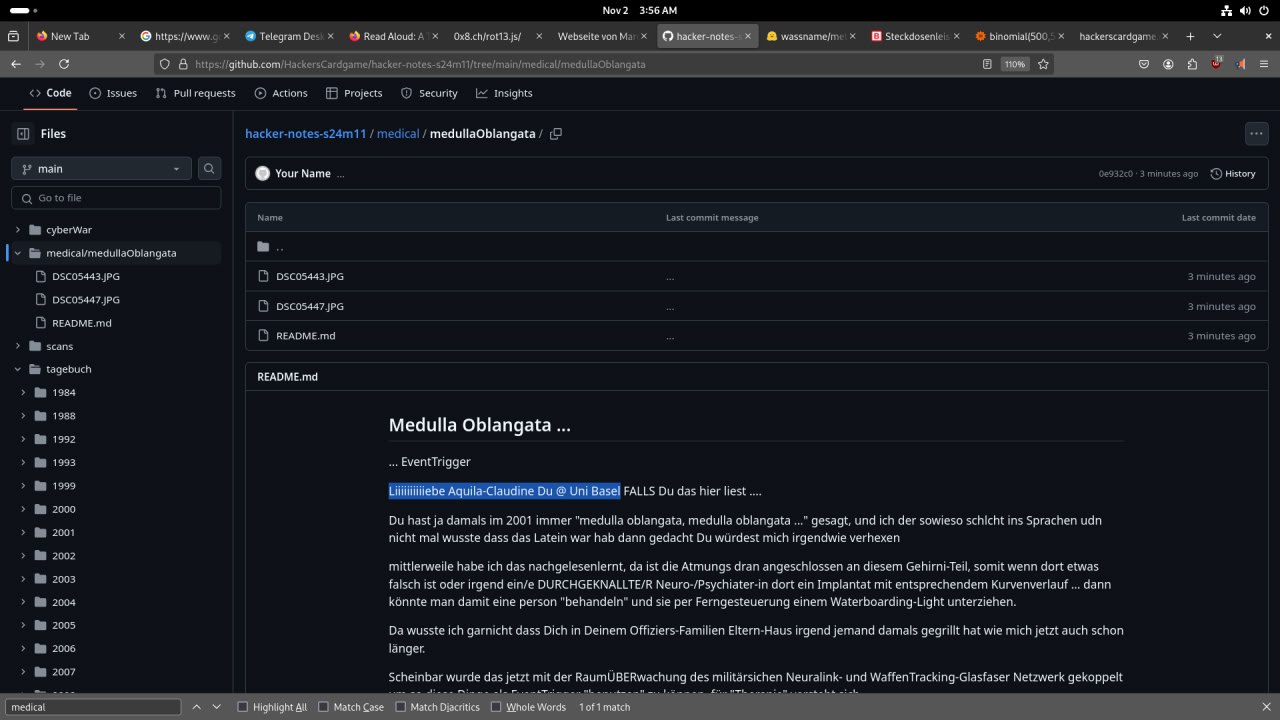 Nov 2 3:56 AM
New Tab
https://www.g
Telegram Des
Read Aloud: A T
0x8.ch/rot13.js/
Webseite von Mar
hacker-notes-s
wassname/me
Steckdosenleis
binomial(500,5
hackerscardgame.
https://github.com/HackersCardgame/hacker-notes-s24m11/tree/main/medical/medullaOblangata
110%
13
Code
Issues
Pull requests
Actions
Projects
Security
Insights
Files
hacker-notes-s24m11 / medical / medullaOblangata /
main
Your Name ...
0e932c0 · 3 minutes ago
History
Go to file
Name
Last commit message
Last commit date
cyberWar
medical/medullaOblangata
DSC05443.JPG
DSC05447.JPG
README.md
scans
tagebuch
1984
1988
1992
1993
1999
2000
2001
2002
2003
2004
2005
2006
2007
..
DSC05443.JPG ... 3 minutes ago
DSC05447.JPG ... 3 minutes ago
README.md ... 3 minutes ago
README.md
Medulla Oblangata ...
... EventTrigger
Liiiiiiiiiiebe Aquila-Claudine Du @ Uni Basel FALLS Du das hier liest ....
Du hast ja damals im 2001 immer "medulla oblangata, medulla oblangata ..." gesagt, und ich der sowieso schlcht ins Sprachen udn
nicht mal wusste dass das Latein war hab dann gedacht Du würdest mich irgendwie verhexen
mittlerweile habe ich das nachgelesenlernt, da ist die Atmungs dran angeschlossen an diesem Gehirni-Teil, somit wenn dort etwas
falsch ist oder irgend ein/e DURCHGEKNALLTE/R Neuro-/Psychiater-in dort ein Implantat mit entsprechendem Kurvenverlauf ... dann
könnte man damit eine person "behandeln" und sie per Ferngesteuerung einem Waterboarding-Light unterziehen.
Da wusste ich garnicht dass Dich in Deinem Offiziers-Familien Eltern-Haus irgend jemand damals gegrillt hat wie mich jetzt auch schon
länger.
Scheinbar wurde das jetzt mit der RaumÜBERwachung des militärsichen Neuralink- und WaffenTracking-Glasfaser Netzwerk gekoppelt
medical
Highlight All
Match Case
Match Diacritics
Whole Words
1 of 1 match